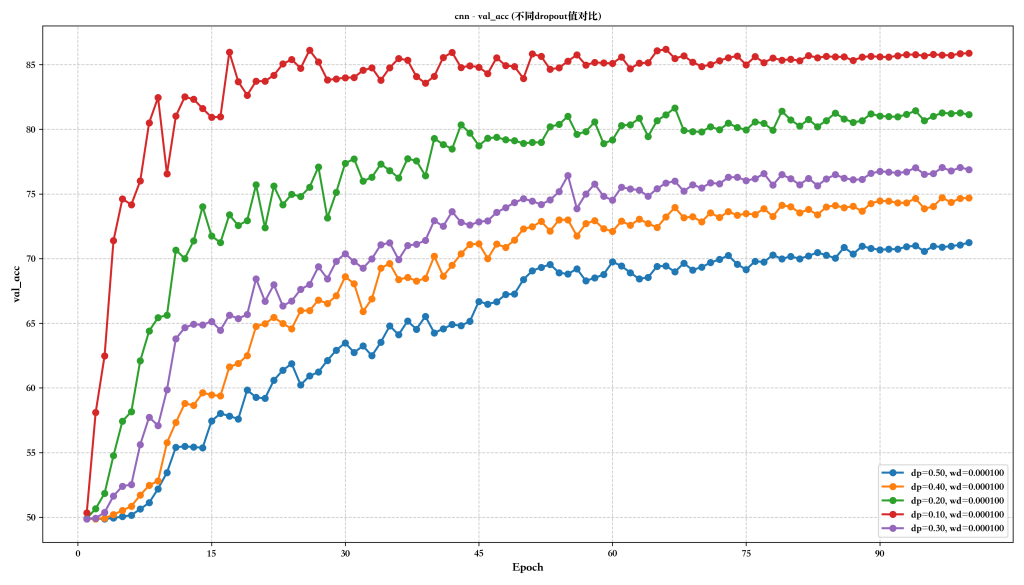 cnn - val_acc (不同dropout值对比)
val_acc
85
80
75
70
65
60
55
50
0 15 30 45 60 75 90
Epoch
dp=0.50, wd=0.000100
dp=0.40, wd=0.000100
dp=0.20, wd=0.000100
dp=0.10, wd=0.000100
dp=0.30, wd=0.000100